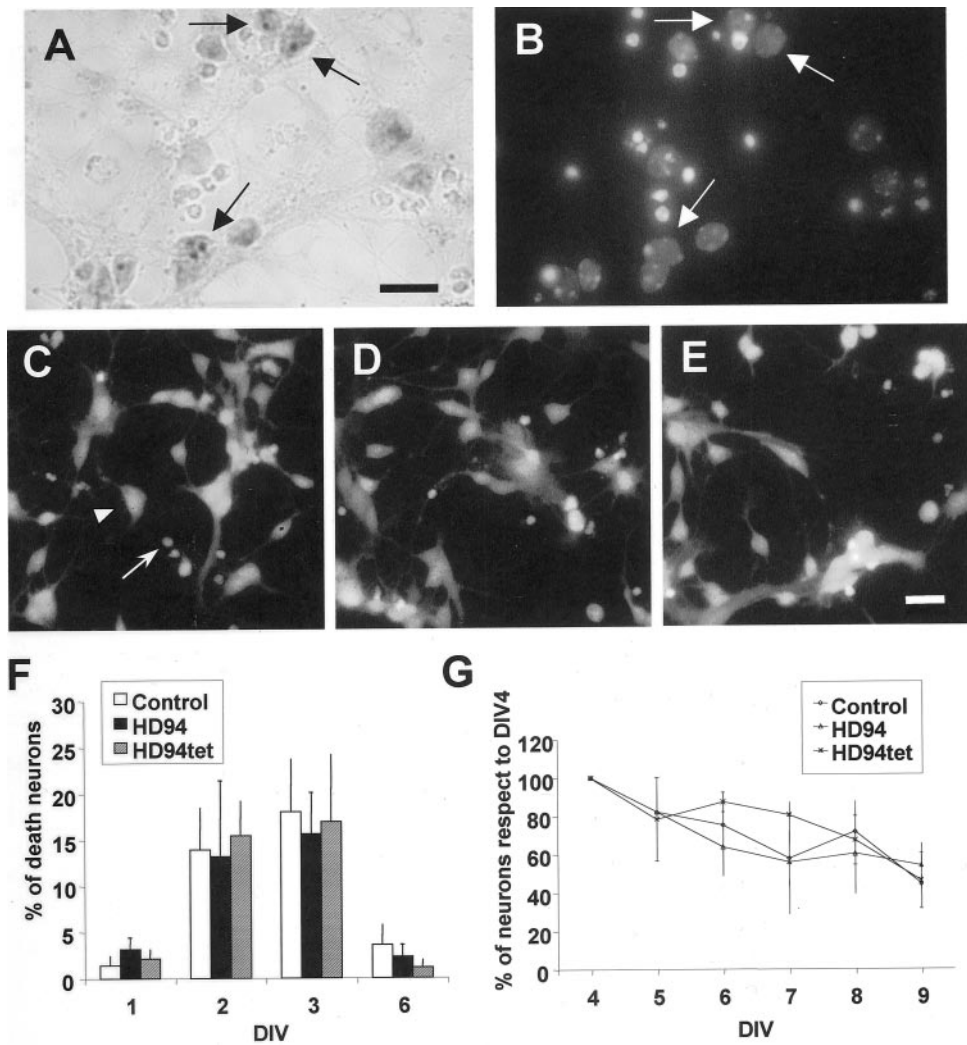 A
B
C
D
E
F
% of death neurons
30
25
20
15
10
5
0
Control
HD94
HD94tet
1 2 3 6
DIV
G
% of neurons respect to DIV4
120
100
80
60
40
20
0
Control
HD94
HD94tet
4 5 6 7 8 9
DIV